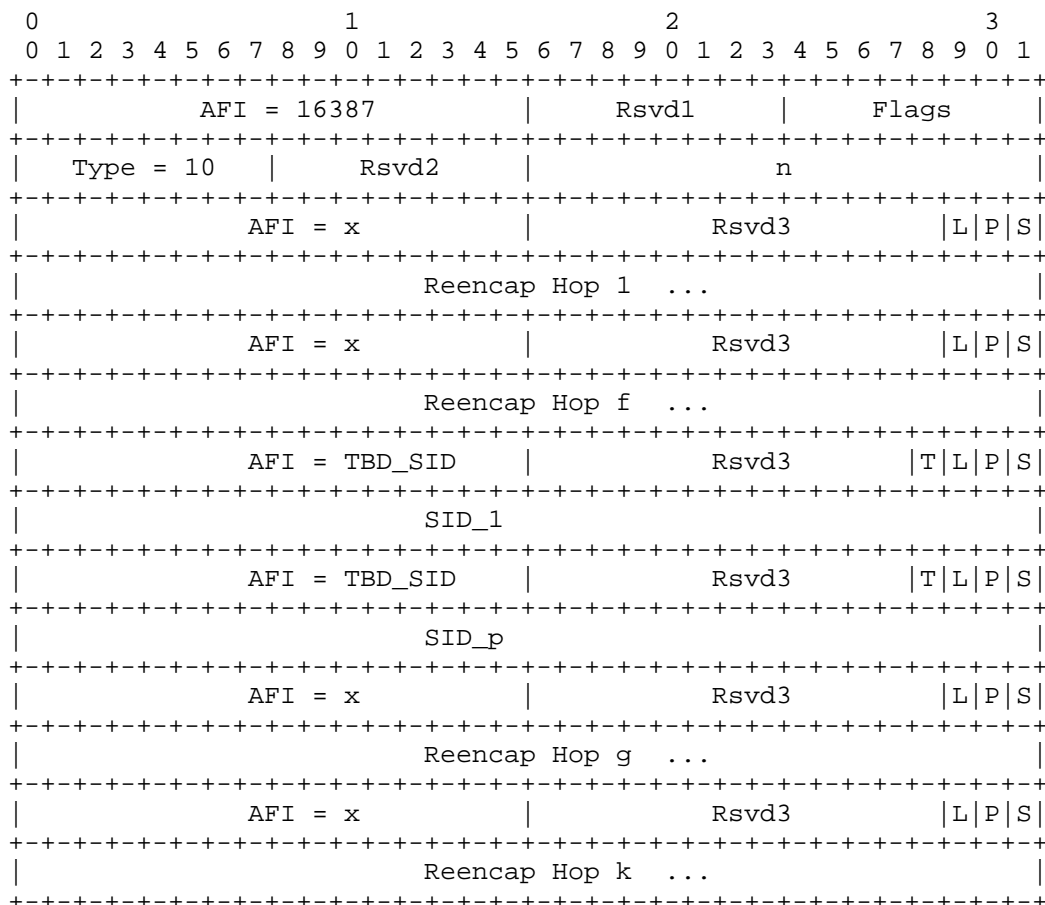 0                   1                   2                   3
 0 1 2 3 4 5 6 7 8 9 0 1 2 3 4 5 6 7 8 9 0 1 2 3 4 5 6 7 8 9 0 1
+-+-+-+-+-+-+-+-+-+-+-+-+-+-+-+-+-+-+-+-+-+-+-+-+-+-+-+-+-+-+-+-+
|           AFI = 16387         |     Rsvd1     |     Flags     |
+-+-+-+-+-+-+-+-+-+-+-+-+-+-+-+-+-+-+-+-+-+-+-+-+-+-+-+-+-+-+-+-+
|   Type = 10   |     Rsvd2     |               n               |
+-+-+-+-+-+-+-+-+-+-+-+-+-+-+-+-+-+-+-+-+-+-+-+-+-+-+-+-+-+-+-+-+
|              AFI = x          |           Rsvd3         |L|P|S|
+-+-+-+-+-+-+-+-+-+-+-+-+-+-+-+-+-+-+-+-+-+-+-+-+-+-+-+-+-+-+-+-+
|                         Reencap Hop 1  ...                    |
+-+-+-+-+-+-+-+-+-+-+-+-+-+-+-+-+-+-+-+-+-+-+-+-+-+-+-+-+-+-+-+-+
|              AFI = x          |           Rsvd3         |L|P|S|
+-+-+-+-+-+-+-+-+-+-+-+-+-+-+-+-+-+-+-+-+-+-+-+-+-+-+-+-+-+-+-+-+
|                         Reencap Hop f  ...                    |
+-+-+-+-+-+-+-+-+-+-+-+-+-+-+-+-+-+-+-+-+-+-+-+-+-+-+-+-+-+-+-+-+
|              AFI = TBD_SID    |           Rsvd3       |T|L|P|S|
+-+-+-+-+-+-+-+-+-+-+-+-+-+-+-+-+-+-+-+-+-+-+-+-+-+-+-+-+-+-+-+-+
|                         SID_1                                 |
+-+-+-+-+-+-+-+-+-+-+-+-+-+-+-+-+-+-+-+-+-+-+-+-+-+-+-+-+-+-+-+-+
|              AFI = TBD_SID    |           Rsvd3       |T|L|P|S|
+-+-+-+-+-+-+-+-+-+-+-+-+-+-+-+-+-+-+-+-+-+-+-+-+-+-+-+-+-+-+-+-+
|                         SID_p                                 |
+-+-+-+-+-+-+-+-+-+-+-+-+-+-+-+-+-+-+-+-+-+-+-+-+-+-+-+-+-+-+-+-+
|              AFI = x          |           Rsvd3         |L|P|S|
+-+-+-+-+-+-+-+-+-+-+-+-+-+-+-+-+-+-+-+-+-+-+-+-+-+-+-+-+-+-+-+-+
|                         Reencap Hop g  ...                    |
+-+-+-+-+-+-+-+-+-+-+-+-+-+-+-+-+-+-+-+-+-+-+-+-+-+-+-+-+-+-+-+-+
|              AFI = x          |           Rsvd3         |L|P|S|
+-+-+-+-+-+-+-+-+-+-+-+-+-+-+-+-+-+-+-+-+-+-+-+-+-+-+-+-+-+-+-+-+
|                         Reencap Hop k  ...                    |
+-+-+-+-+-+-+-+-+-+-+-+-+-+-+-+-+-+-+-+-+-+-+-+-+-+-+-+-+-+-+-+-+